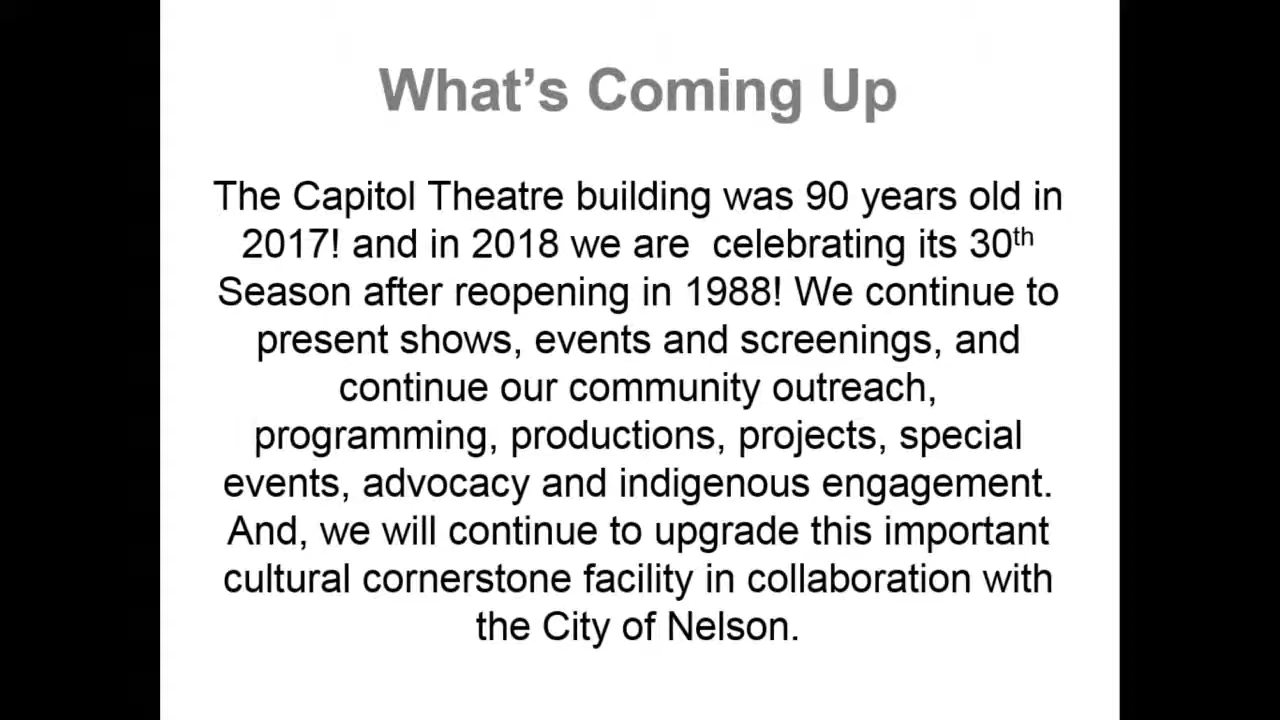 What’s Coming Up
The Capitol Theatre building was 90 years old in
2017! and in 2018 we are  celebrating its 30th
Season after reopening in 1988! We continue to
present shows, events and screenings, and
continue our community outreach,
programming, productions, projects, special
events, advocacy and indigenous engagement.
And, we will continue to upgrade this important
cultural cornerstone facility in collaboration with
the City of Nelson.